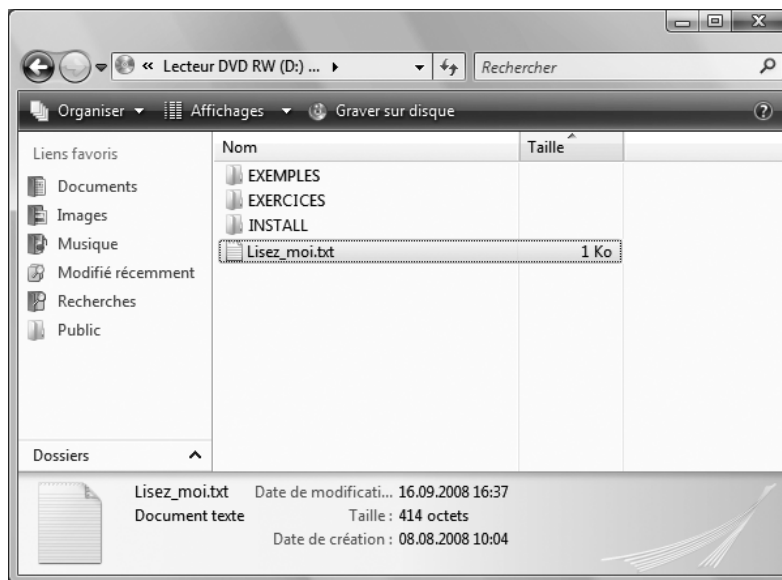 « Lecteur DVD RW (D:) ... Rechercher
Organiser Affichages Graver sur disque
Liens favoris
Documents
Images
Musique
Modifié récemment
Recherches
Public
Dossiers
Nom Taille
EXEMPLES
EXERCICES
INSTALL
Lisez_moi.txt 1 Ko
Lisez_moi.txt Date de modificati... 16.09.2008 16:37
Document texte Taille : 414 octets
Date de création : 08.08.2008 10:04